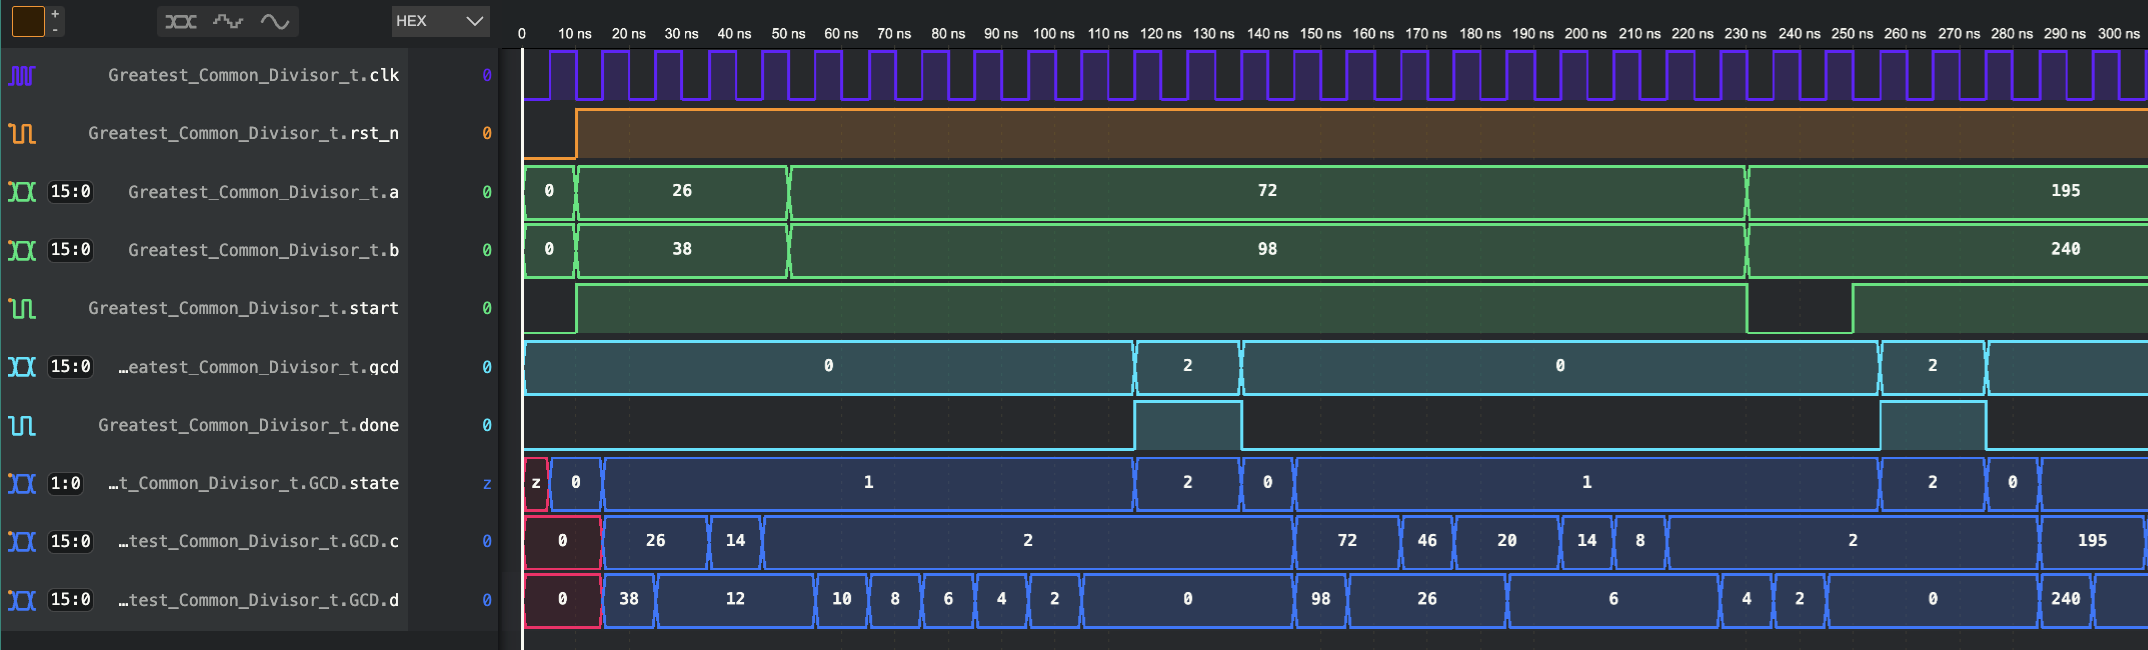 +
-
HEX
0 10 ns 20 ns 30 ns 40 ns 50 ns 60 ns 70 ns 80 ns 90 ns 100 ns 110 ns 120 ns 130 ns 140 ns 150 ns 160 ns 170 ns 180 ns 190 ns 200 ns 210 ns 220 ns 230 ns 240 ns 250 ns 260 ns 270 ns 280 ns 290 ns 300 ns
Greatest_Common_Divisor_t.clk 0
Greatest_Common_Divisor_t.rst_n 0
15:0 Greatest_Common_Divisor_t.a 0 0 26 72 195
15:0 Greatest_Common_Divisor_t.b 0 0 38 98 240
Greatest_Common_Divisor_t.start 0
15:0 …eatest_Common_Divisor_t.gcd 0 0 2 0 2
Greatest_Common_Divisor_t.done 0
1:0 …t_Common_Divisor_t.GCD.state z z 0 1 2 0 1 2 0
15:0 …test_Common_Divisor_t.GCD.c 0 0 26 14 2 72 46 20 14 8 2 195
15:0 …test_Common_Divisor_t.GCD.d 0 0 38 12 10 8 6 4 2 0 98 26 6 4 2 0 240